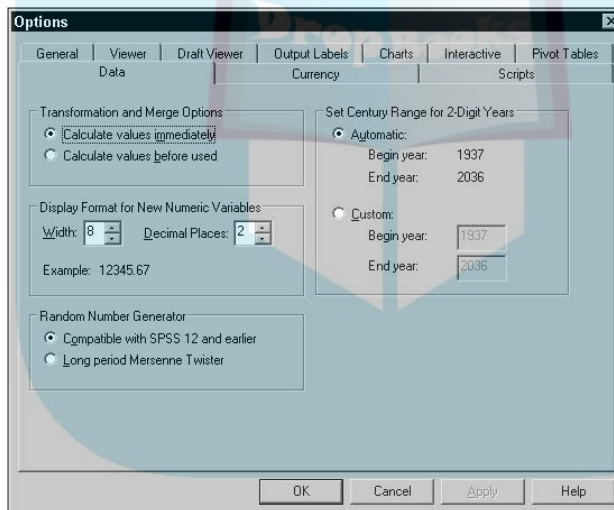 Options
DropBooks
General Viewer Draft Viewer Output Labels Charts Interactive Pivot Tables
Data Currency Scripts
Transformation and Merge Options
Calculate values immediately
Calculate values before used
Display Format for New Numeric Variables
Width: 8 Decimal Places: 2
Example: 12345.67
Random Number Generator
Compatible with SPSS 12 and earlier
Long period Mersenne Twister
Set Century Range for 2-Digit Years
Automatic:
Begin year: 1937
End year: 2036
Custom:
Begin year: 1937
End year: 2036
OK Cancel Apply Help